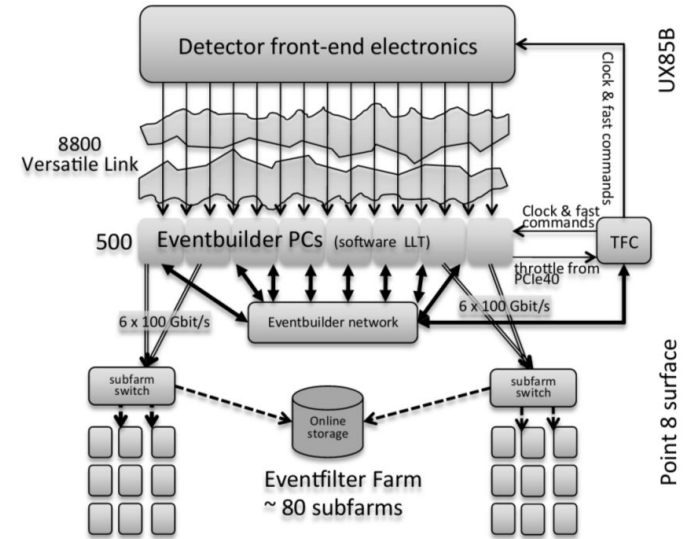 Detector front-end electronics
UX85B
Clock & fast commands
8800
Versatile Link
Clock & fast
commands
500
Eventbuilder PCs (software LLT)
TFC
throttle from
PCIe40
6 x 100 Gbit/s
Eventbuilder network
6 x 100 Gbit/s
subfarm
switch
subfarm
switch
Online
storage
Point 8 surface
Eventfilter Farm
~ 80 subfarms